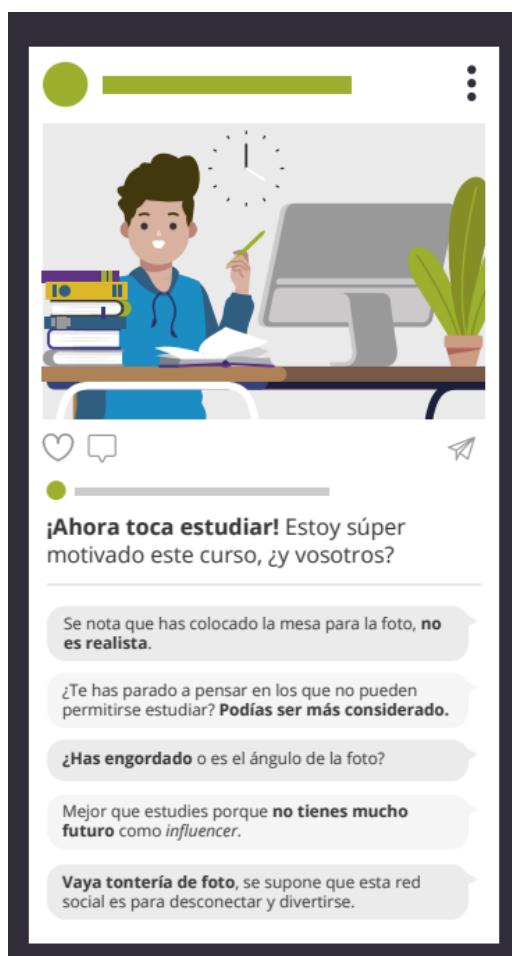 ¡Ahora toca estudiar! Estoy súper
motivado este curso, ¿y vosotros?
Se nota que has colocado la mesa para la foto, no
es realista.
¿Te has parado a pensar en los que no pueden
permitirse estudiar? Podías ser más considerado.
¿Has engordado o es el ángulo de la foto?
Mejor que estudies porque no tienes mucho
futuro como influencer.
Vaya tontería de foto, se supone que esta red
social es para desconectar y divertirse.